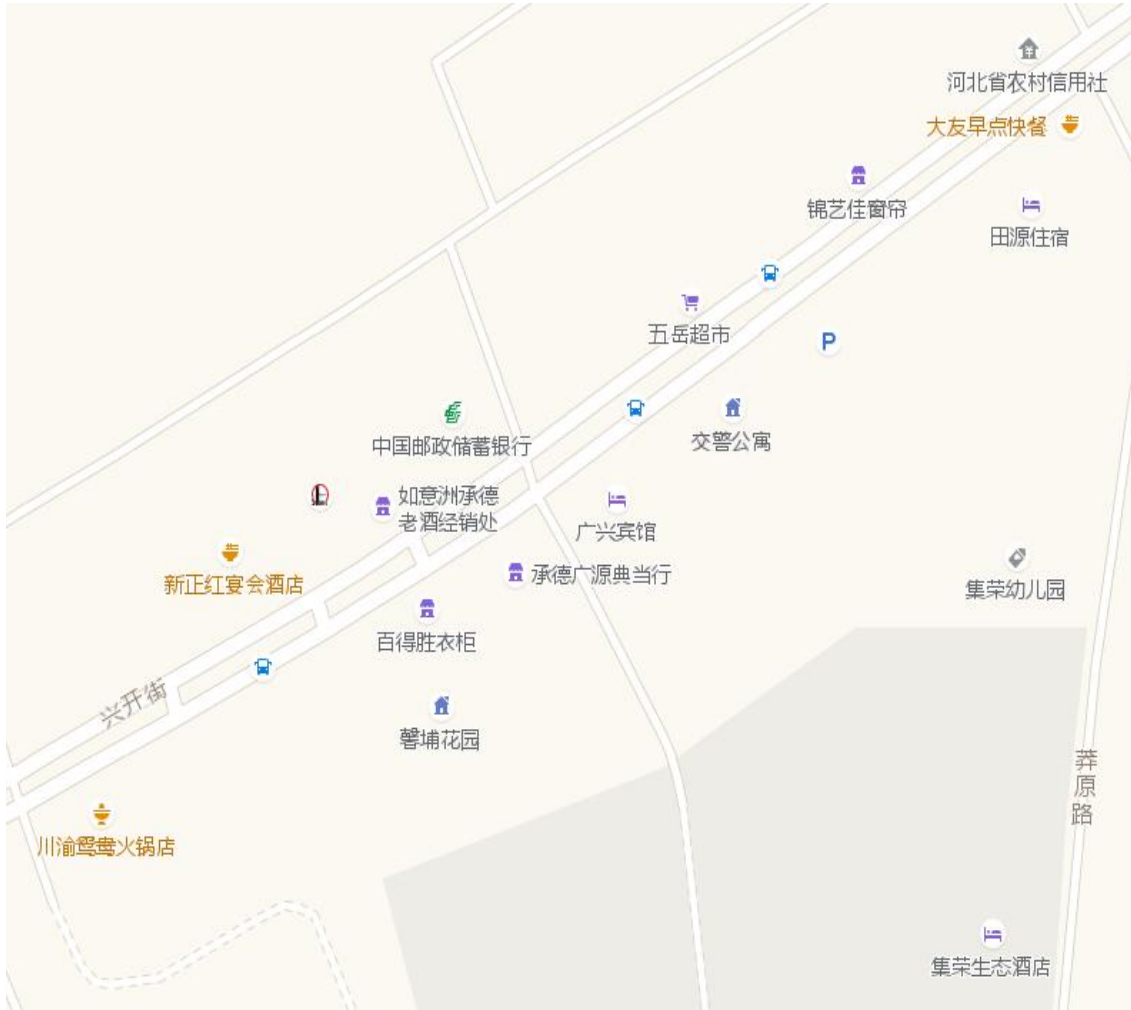 河北省农村信用社
大友早点快餐
锦艺佳窗帘
田源住宿
五岳超市
P
交警公寓
中国邮政储蓄银行
如意洲承德
老酒经销处
广兴宾馆
新正红宴会酒店
承德广源典当行
集荣幼儿园
百得胜衣柜
兴开街
馨埔花园
莽原路
川渝鸳鸯火锅店
集荣生态酒店